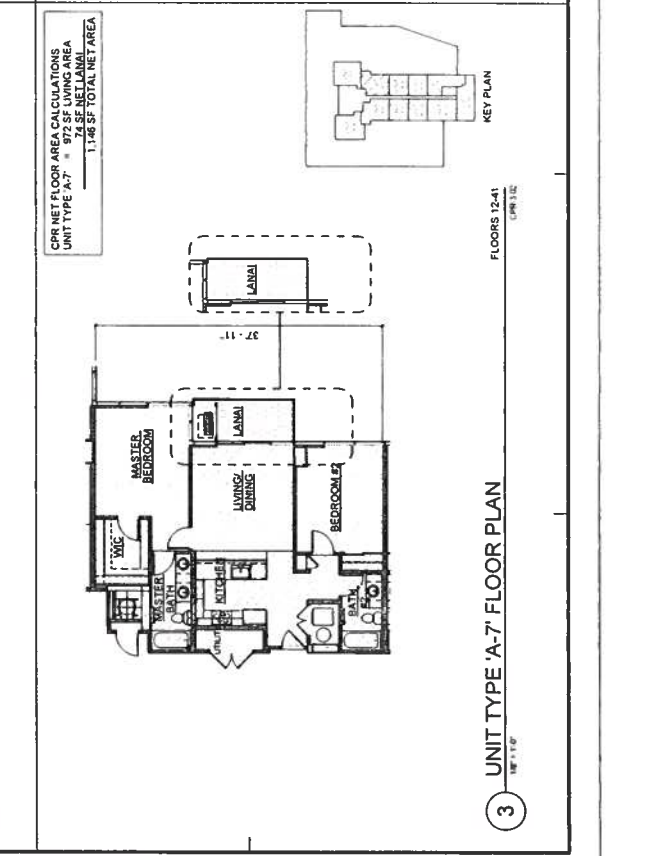 CPR NET FLOOR AREA CALCULATIONS
UNIT TYPE 'A-7' = 972 SF LIVING AREA
74 SF NET LANAI
1,146 SF TOTAL NET AREA
KEY PLAN
LANAI
37'-11"
MASTER
BEDROOM
LANAI
WIC
LIVING/
DINING
BEDROOM #2
MASTER
BATH
KITCHEN
UTILITY
BATH
#2
FLOORS 12-41
UNIT TYPE 'A-7' FLOOR PLAN
3